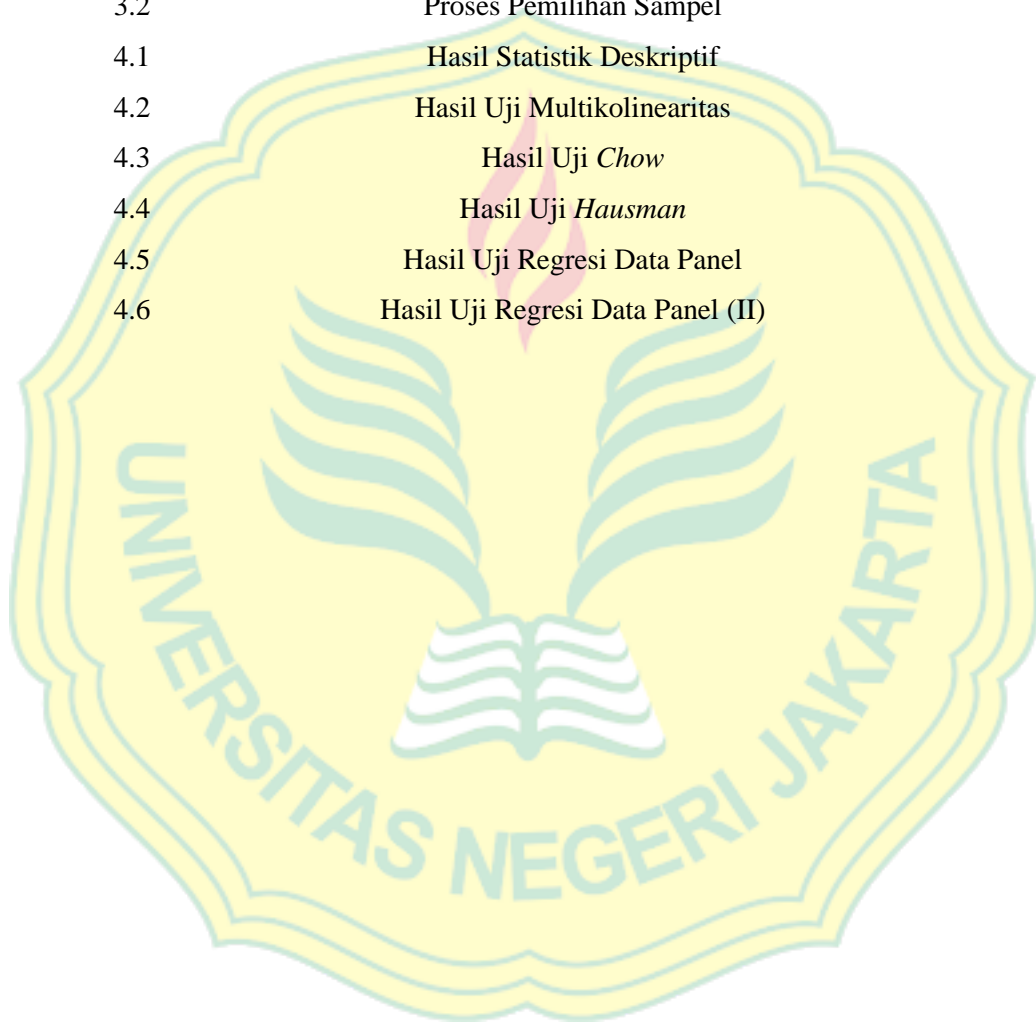 3.2 Proses Pemilihan Sampel
4.1 Hasil Statistik Deskriptif
4.2 Hasil Uji Multikolinearitas
4.3 Hasil Uji Chow
4.4 Hasil Uji Hausman
4.5 Hasil Uji Regresi Data Panel
4.6 Hasil Uji Regresi Data Panel (II)
UNIVERSITAS NEGERI JAKARTA